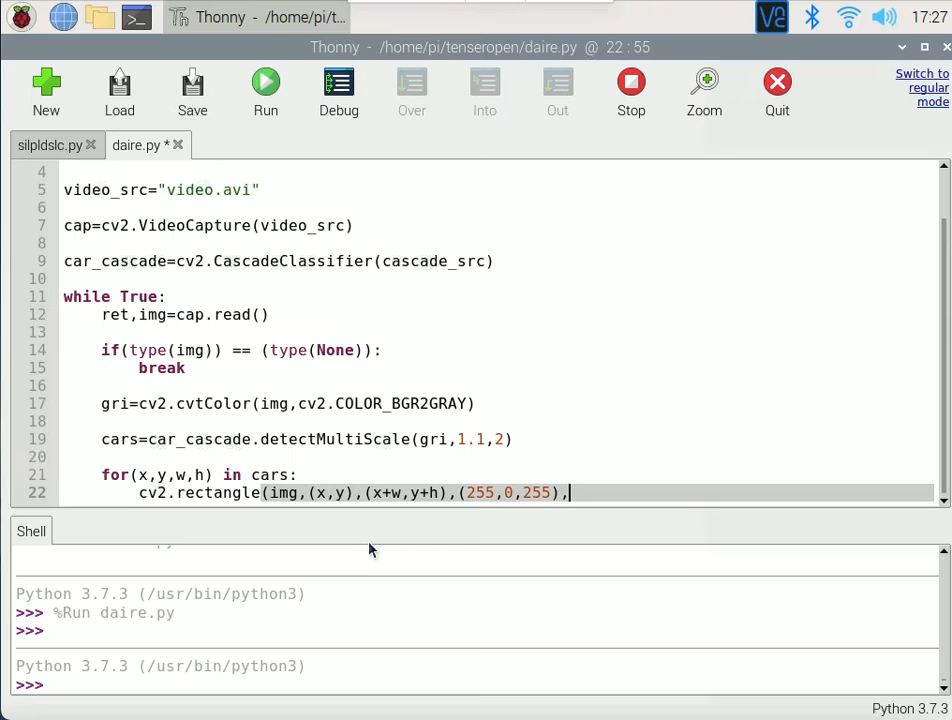 Thonny - /home/pi/t...
17:27
Thonny - /home/pi/tenseropen/daire.py @ 22 : 55
New Load Save Run Debug Over Into Out Stop Zoom Quit
Switch to
regular
mode
silpldslc.py daire.py *
4
5 video_src="video.avi"
6
7 cap=cv2.VideoCapture(video_src)
8
9 car_cascade=cv2.CascadeClassifier(cascade_src)
10
11 while True:
12 ret,img=cap.read()
13
14 if(type(img)) == (type(None)):
15 break
16
17 gri=cv2.cvtColor(img,cv2.COLOR_BGR2GRAY)
18
19 cars=car_cascade.detectMultiScale(gri,1.1,2)
20
21 for(x,y,w,h) in cars:
22 cv2.rectangle(img,(x,y),(x+w,y+h),(255,0,255),
Shell
Python 3.7.3 (/usr/bin/python3)
>>> %Run daire.py
>>>
Python 3.7.3 (/usr/bin/python3)
>>>
Python 3.7.3